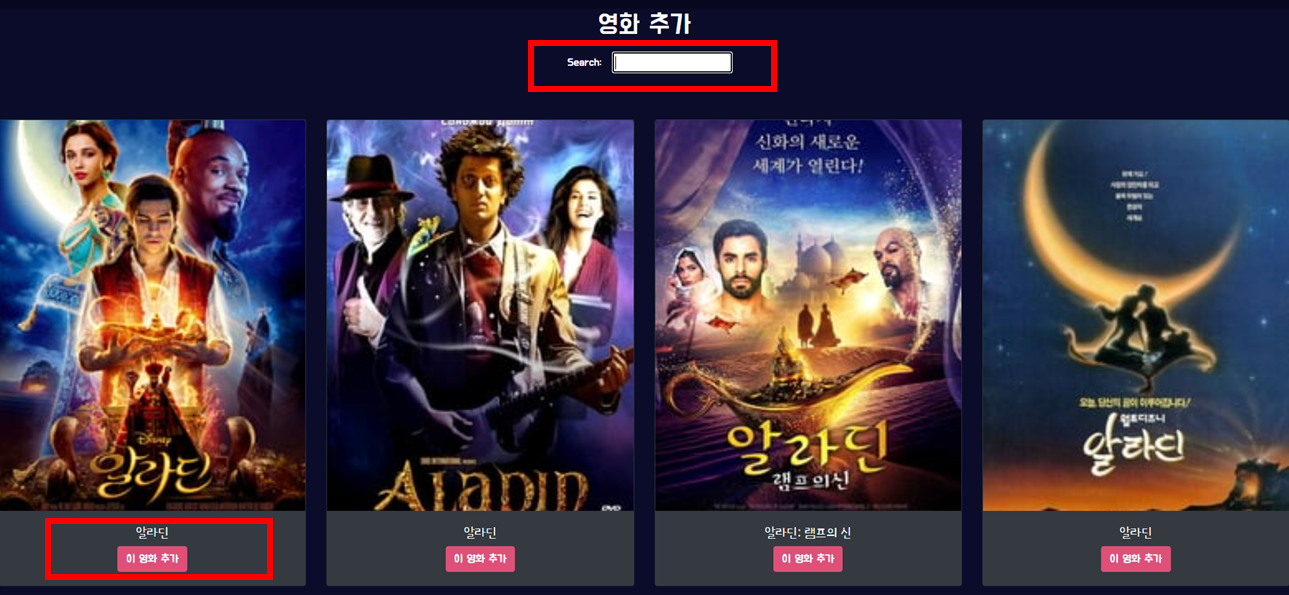 영화 추가
Search:
신화의 새로운
세계가 열린다!
Disney
알라딘
ALADIN
DVD
알라딘
램프의 신
오늘, 당신의 꿈이 이루어집니다!
월트디즈니
알라딘
알라딘
이 영화 추가
알라딘
이 영화 추가
알라딘: 램프의 신
이 영화 추가
알라딘
이 영화 추가